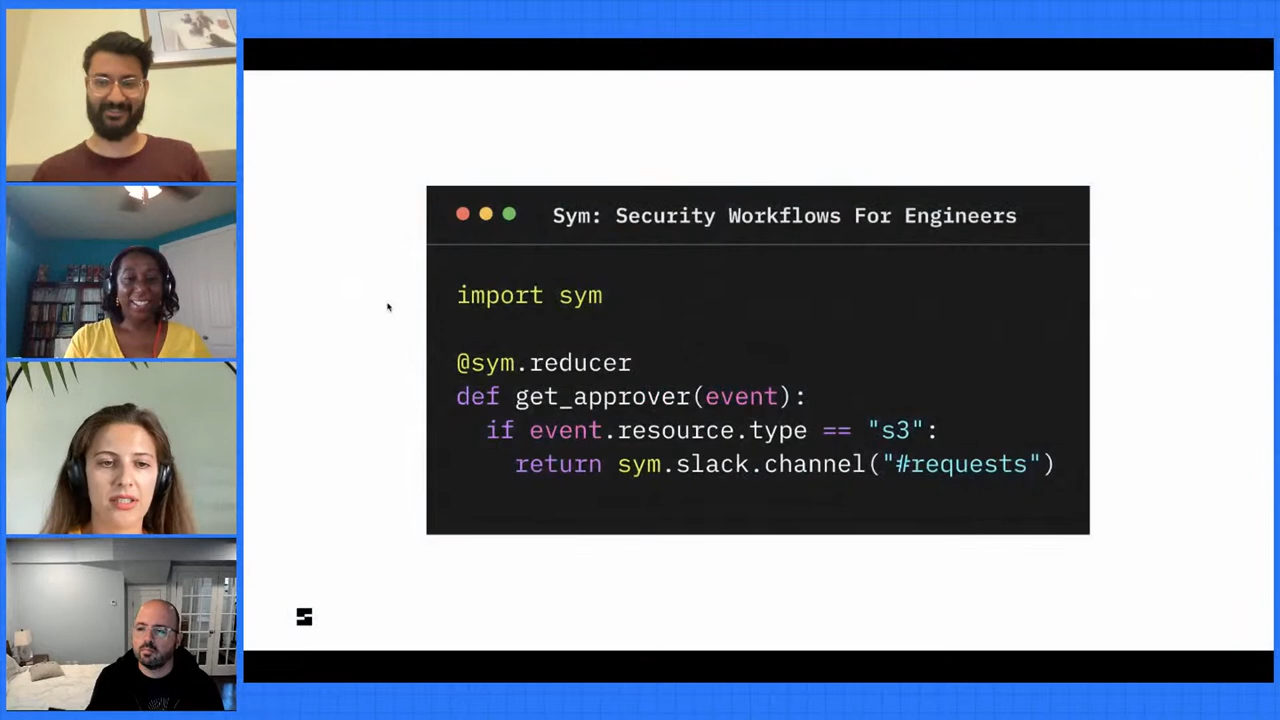 Sym: Security Workflows For Engineers
import sym
@sym.reducer
def get_approver(event):
if event.resource.type == "s3":
return sym.slack.channel("#requests")